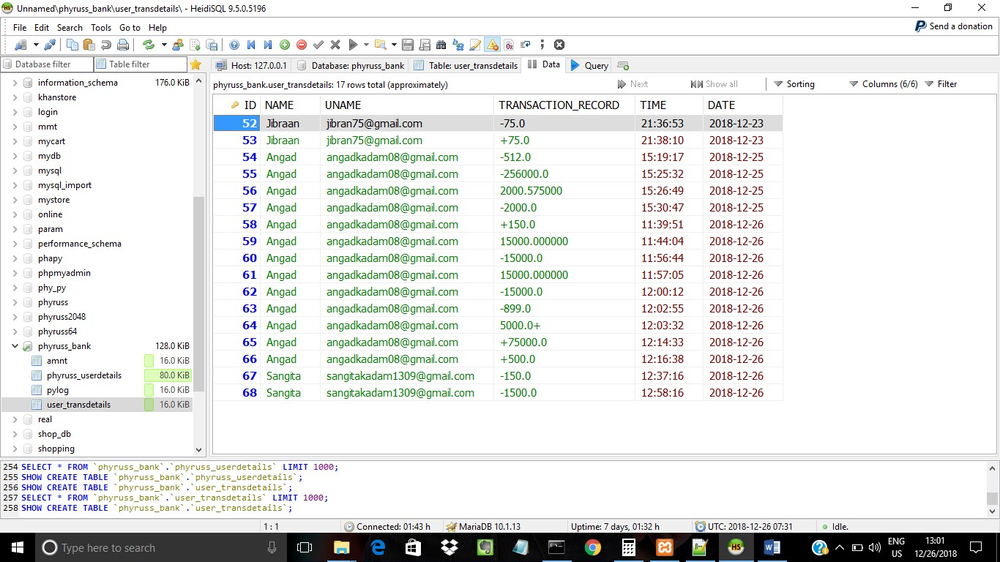 Unnamed\phyruss_bank\user_transdetails\ - HeidiSQL 9.5.0.5196
File Edit Search Tools Go to Help
Send a donation
Database filter Table filter
Host: 127.0.0.1 Database: phyruss_bank Table: user_transdetails Data Query
information_schema 176.0 KiB
khanstore
login
mmt
mycart
mydb
mysql
mysql_import
mystore
online
param
performance_schema
phapy
phpmyadmin
phy_py
phyruss
phyruss2048
phyruss64
phyruss_bank 128.0 KiB
amnt 16.0 KiB
phyruss_userdetails 80.0 KiB
pylog 16.0 KiB
user_transdetails 16.0 KiB
real
shop_db
shopping
phyruss_bank.user_transdetails: 17 rows total (approximately) Next Show all Sorting Columns (6/6) Filter
ID NAME UNAME TRANSACTION_RECORD TIME DATE
52 Jibraan jibran75@gmail.com -75.0 21:36:53 2018-12-23
53 Jibraan jibran75@gmail.com +75.0 21:38:10 2018-12-23
54 Angad angadkadam08@gmail.com -512.0 15:19:17 2018-12-25
55 Angad angadkadam08@gmail.com -256000.0 15:25:32 2018-12-25
56 Angad angadkadam08@gmail.com 2000.575000 15:26:49 2018-12-25
57 Angad angadkadam08@gmail.com -2000.0 15:30:47 2018-12-25
58 Angad angadkadam08@gmail.com +150.0 11:39:51 2018-12-26
59 Angad angadkadam08@gmail.com 15000.000000 11:44:04 2018-12-26
60 Angad angadkadam08@gmail.com -15000.0 11:56:44 2018-12-26
61 Angad angadkadam08@gmail.com 15000.000000 11:57:05 2018-12-26
62 Angad angadkadam08@gmail.com -15000.0 12:00:12 2018-12-26
63 Angad angadkadam08@gmail.com -899.0 12:02:55 2018-12-26
64 Angad angadkadam08@gmail.com 5000.0+ 12:03:32 2018-12-26
65 Angad angadkadam08@gmail.com +75000.0 12:14:33 2018-12-26
66 Angad angadkadam08@gmail.com +500.0 12:16:38 2018-12-26
67 Sangita sangitakadam1309@gmail.com -150.0 12:37:16 2018-12-26
68 Sangita sangitakadam1309@gmail.com -1500.0 12:58:16 2018-12-26
254 SELECT * FROM `phyruss_bank`.`phyruss_userdetails` LIMIT 1000;
255 SHOW CREATE TABLE `phyruss_bank`.`phyruss_userdetails`;
256 SHOW CREATE TABLE `phyruss_bank`.`user_transdetails`;
257 SELECT * FROM `phyruss_bank`.`user_transdetails` LIMIT 1000;
258 SHOW CREATE TABLE `phyruss_bank`.`user_transdetails`;
1 : 1 Connected: 01:43 h MariaDB 10.1.13 Uptime: 7 days, 01:32 h UTC: 2018-12-26 07:31 Idle.
Type here to search
ENG
US
13:01
12/26/2018